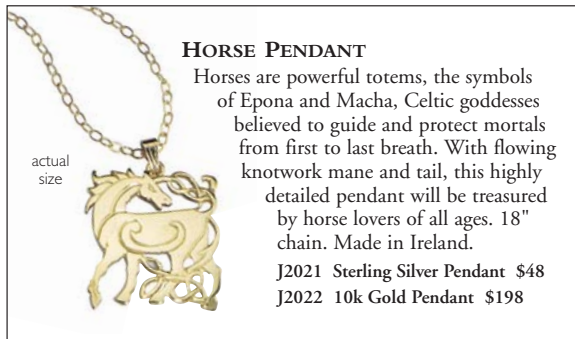 HORSE PENDANT
Horses are powerful totems, the symbols
of Epona and Macha, Celtic goddesses
believed to guide and protect mortals
from first to last breath. With flowing
knotwork mane and tail, this highly
detailed pendant will be treasured
by horse lovers of all ages. 18"
chain. Made in Ireland.
J2021 Sterling Silver Pendant $48
J2022 10k Gold Pendant $198
actual
size